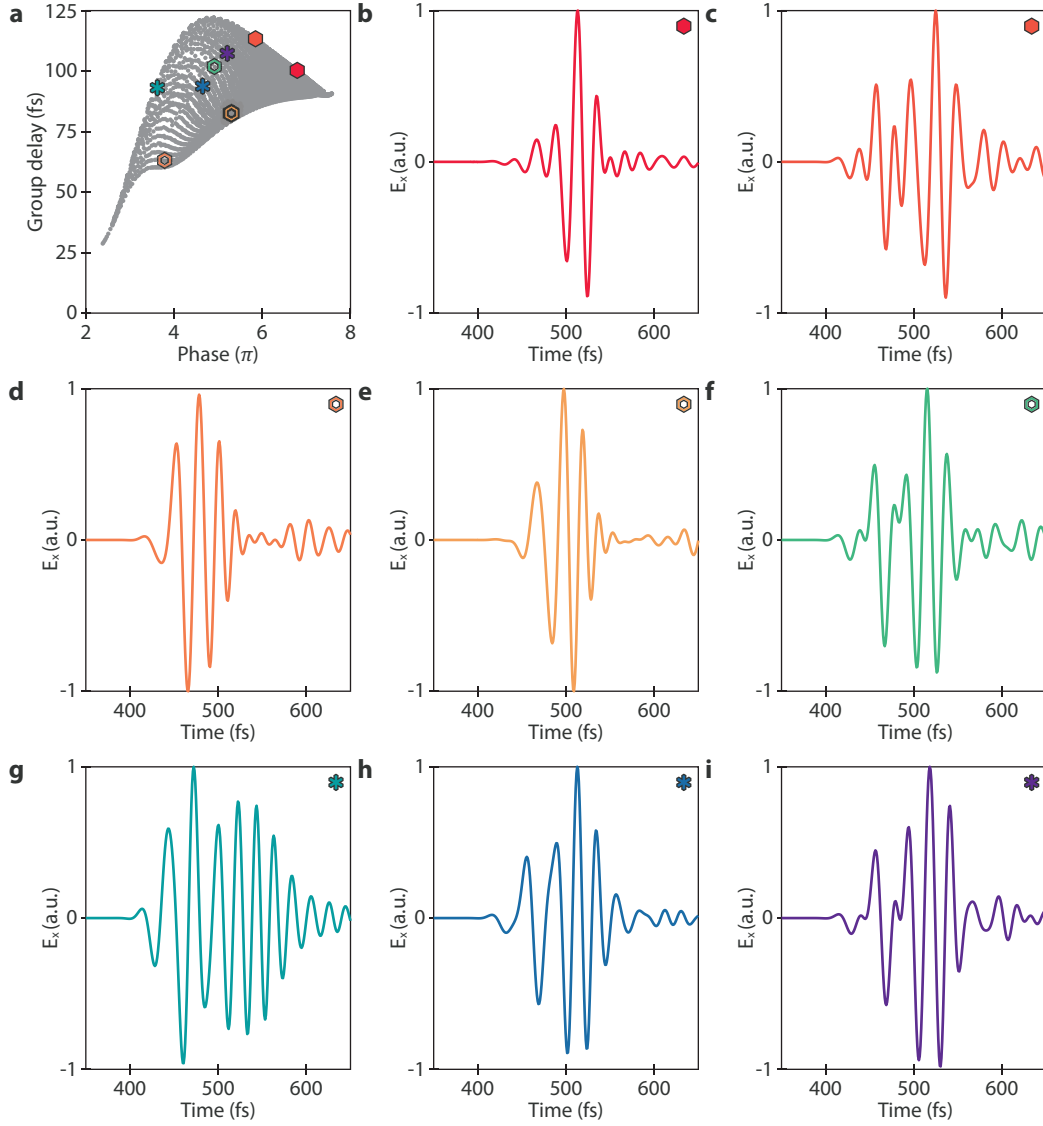 a
Group delay (fs)
125
100
75
50
25
0
2 4 6 8
Phase (π)
b
Eₓ (a.u.)
1
0
-1
400 500 600
Time (fs)
c
Eₓ (a.u.)
1
0
-1
400 500 600
Time (fs)
d
Eₓ (a.u.)
1
0
-1
400 500 600
Time (fs)
e
Eₓ (a.u.)
1
0
-1
400 500 600
Time (fs)
f
Eₓ (a.u.)
1
0
-1
400 500 600
Time (fs)
g
Eₓ (a.u.)
1
0
-1
400 500 600
Time (fs)
h
Eₓ (a.u.)
1
0
-1
400 500 600
Time (fs)
i
Eₓ (a.u.)
1
0
-1
400 500 600
Time (fs)